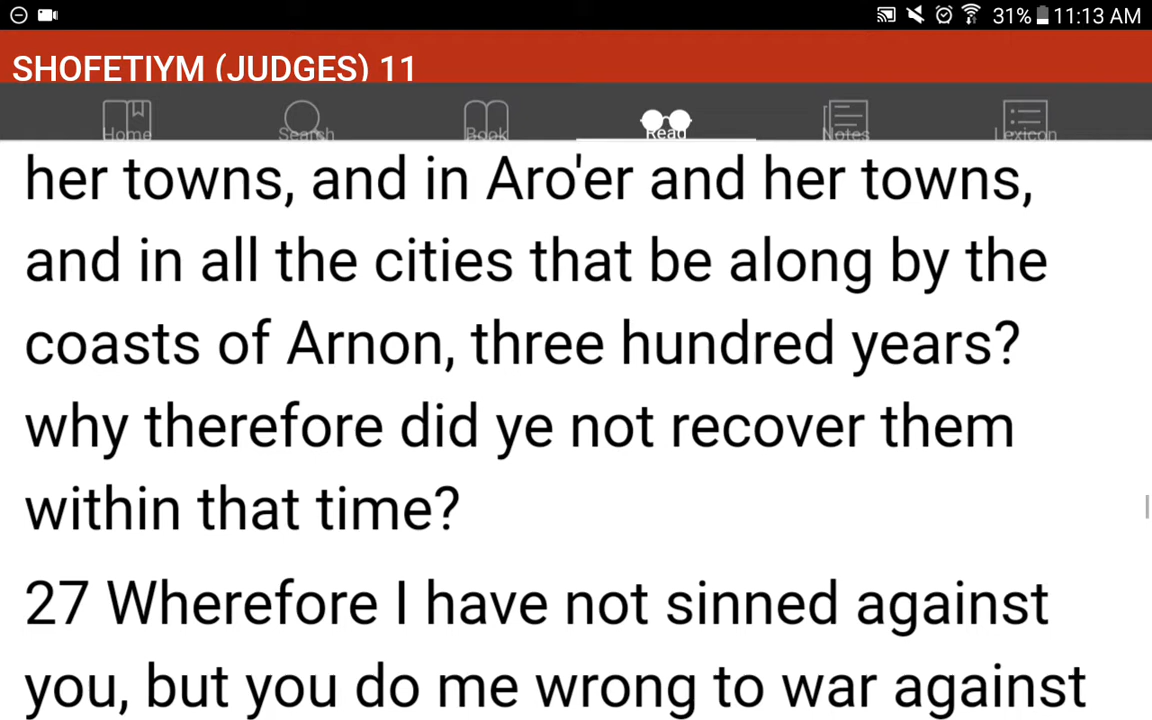 31% 11:13 AM
SHOFETIYM (JUDGES) 11
Home Search Book Read Notes Lexicon
her towns, and in Aro'er and her towns,
and in all the cities that be along by the
coasts of Arnon, three hundred years?
why therefore did ye not recover them
within that time?
27 Wherefore I have not sinned against
you, but you do me wrong to war against